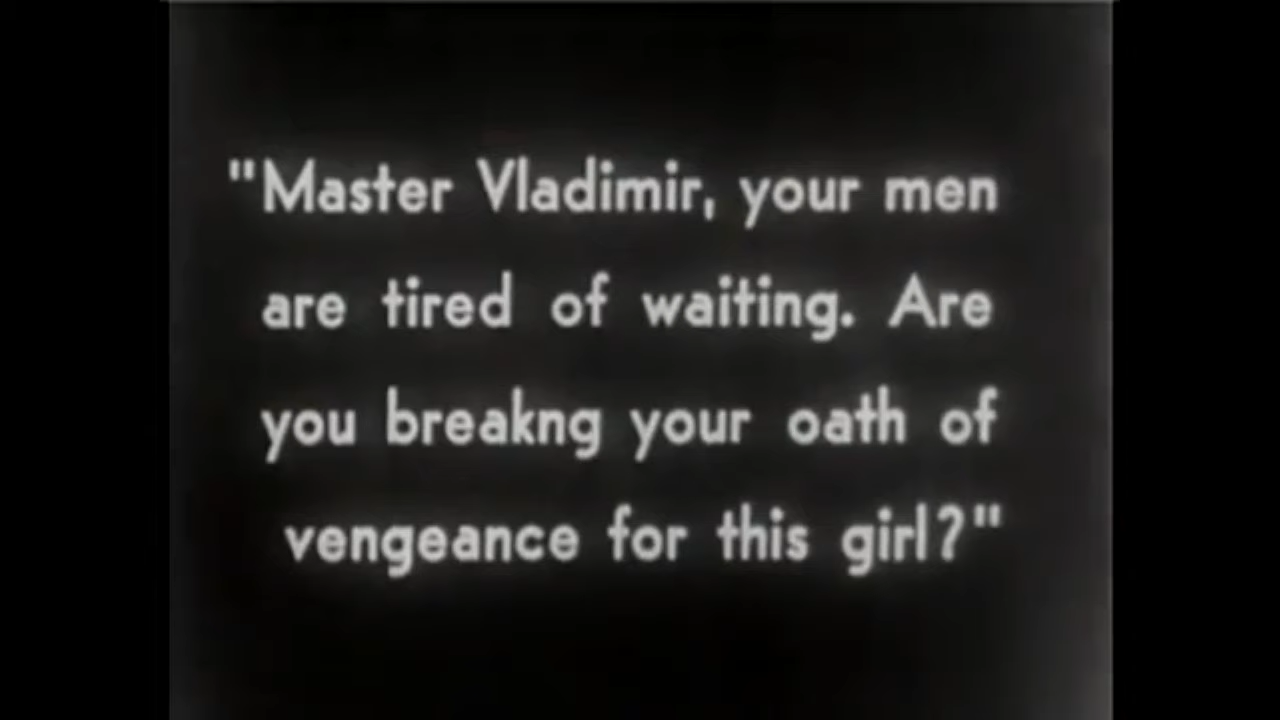 "Master Vladimir, your men
are tired of waiting. Are
you breakng your oath of
vengeance for this girl?"